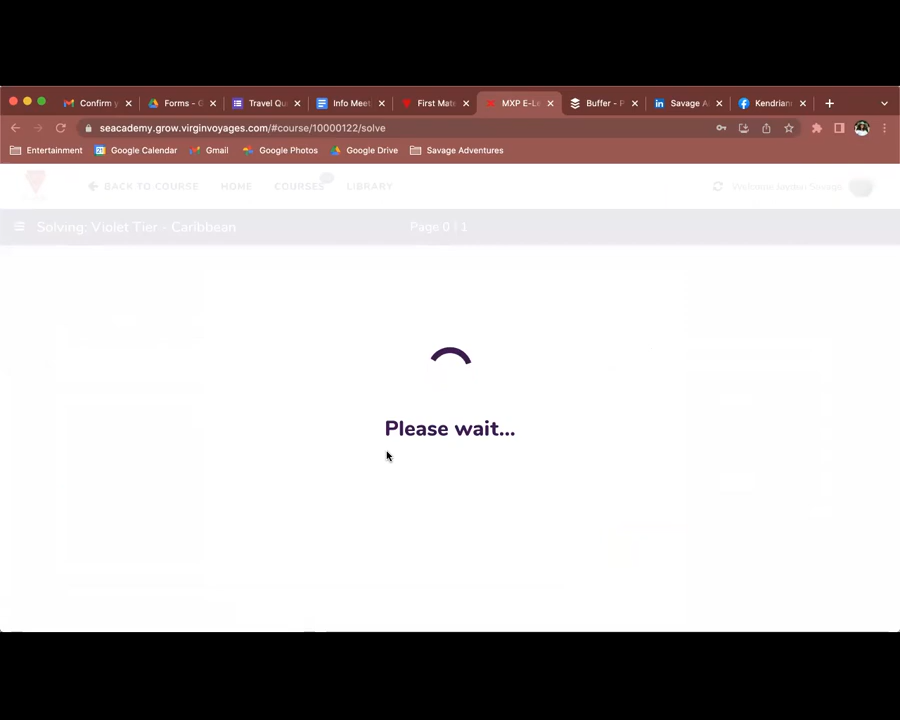 Confirm y
Forms - G
Travel Qu
Info Meet
First Mate
MXP E-Le
Buffer - P
Savage A
Kendrian
seacademy.grow.virginvoyages.com/#course/10000122/solve
Entertainment
Google Calendar
Gmail
Google Photos
Google Drive
Savage Adventures
BACK TO COURSE
HOME
COURSES
LIBRARY
Solving: Violet Tier - Caribbean
Page 0 | 1
Please wait...